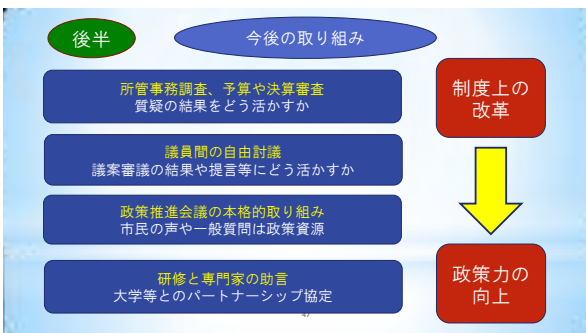 後半
今後の取り組み
所管事務調査、予算や決算審査
質疑の結果をどう活かすか
議員間の自由討議
議案審議の結果や提言等にどう活かすか
政策推進会議の本格的取り組み
市民の声や一般質問は政策資源
研修と専門家の助言
大学等とのパートナーシップ協定
制度上の
改革
政策力の
向上
47